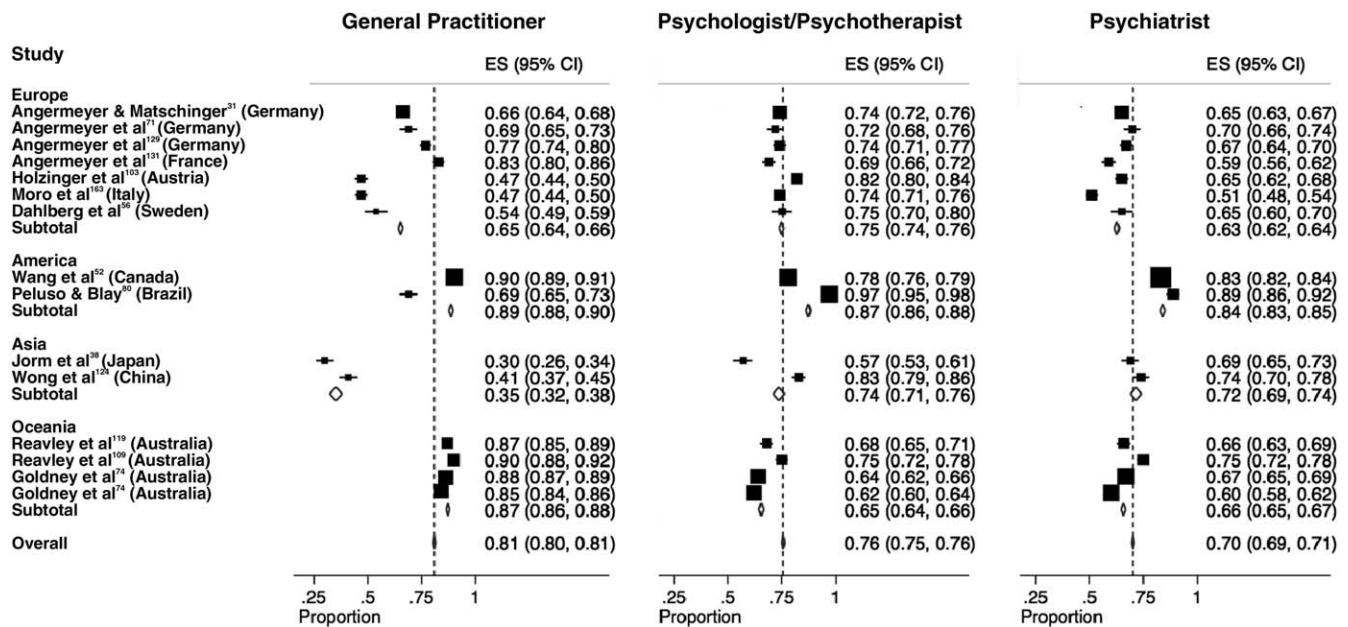 General Practitioner Psychologist/Psychotherapist Psychiatrist
Study ES (95% CI) ES (95% CI) ES (95% CI)
Europe
Angermeyer & Matschinger³¹ (Germany) 0.66 (0.64, 0.68) 0.74 (0.72, 0.76) 0.65 (0.63, 0.67)
Angermeyer et al⁷¹ (Germany) 0.69 (0.65, 0.73) 0.72 (0.68, 0.76) 0.70 (0.66, 0.74)
Angermeyer et al¹²⁹ (Germany) 0.77 (0.74, 0.80) 0.74 (0.71, 0.77) 0.67 (0.64, 0.70)
Angermeyer et al¹³¹ (France) 0.83 (0.80, 0.86) 0.69 (0.66, 0.72) 0.59 (0.56, 0.62)
Holzinger et al¹⁰³ (Austria) 0.47 (0.44, 0.50) 0.82 (0.80, 0.84) 0.65 (0.62, 0.68)
Moro et al¹⁶³ (Italy) 0.47 (0.44, 0.50) 0.74 (0.71, 0.76) 0.51 (0.48, 0.54)
Dahlberg et al⁵⁶ (Sweden) 0.54 (0.49, 0.59) 0.75 (0.70, 0.80) 0.65 (0.60, 0.70)
Subtotal 0.65 (0.64, 0.66) 0.75 (0.74, 0.76) 0.63 (0.62, 0.64)
America
Wang et al⁵² (Canada) 0.90 (0.89, 0.91) 0.78 (0.76, 0.79) 0.83 (0.82, 0.84)
Peluso & Blay⁸⁰ (Brazil) 0.69 (0.65, 0.73) 0.97 (0.95, 0.98) 0.89 (0.86, 0.92)
Subtotal 0.89 (0.88, 0.90) 0.87 (0.86, 0.88) 0.84 (0.83, 0.85)
Asia
Jorm et al³⁸ (Japan) 0.30 (0.26, 0.34) 0.57 (0.53, 0.61) 0.69 (0.65, 0.73)
Wong et al¹²⁴ (China) 0.41 (0.37, 0.45) 0.83 (0.79, 0.86) 0.74 (0.70, 0.78)
Subtotal 0.35 (0.32, 0.38) 0.74 (0.71, 0.76) 0.72 (0.69, 0.74)
Oceania
Reavley et al¹¹⁹ (Australia) 0.87 (0.85, 0.89) 0.68 (0.65, 0.71) 0.66 (0.63, 0.69)
Reavley et al¹⁰⁹ (Australia) 0.90 (0.88, 0.92) 0.75 (0.72, 0.78) 0.75 (0.72, 0.78)
Goldney et al⁷⁴ (Australia) 0.88 (0.87, 0.89) 0.64 (0.62, 0.66) 0.67 (0.65, 0.69)
Goldney et al⁷⁴ (Australia) 0.85 (0.84, 0.86) 0.62 (0.60, 0.64) 0.60 (0.58, 0.62)
Subtotal 0.87 (0.86, 0.88) 0.65 (0.64, 0.66) 0.66 (0.65, 0.67)
Overall 0.81 (0.80, 0.81) 0.76 (0.75, 0.76) 0.70 (0.69, 0.71)
.25 .5 .75 1 .25 .5 .75 1 .25 .5 .75 1
Proportion Proportion Proportion